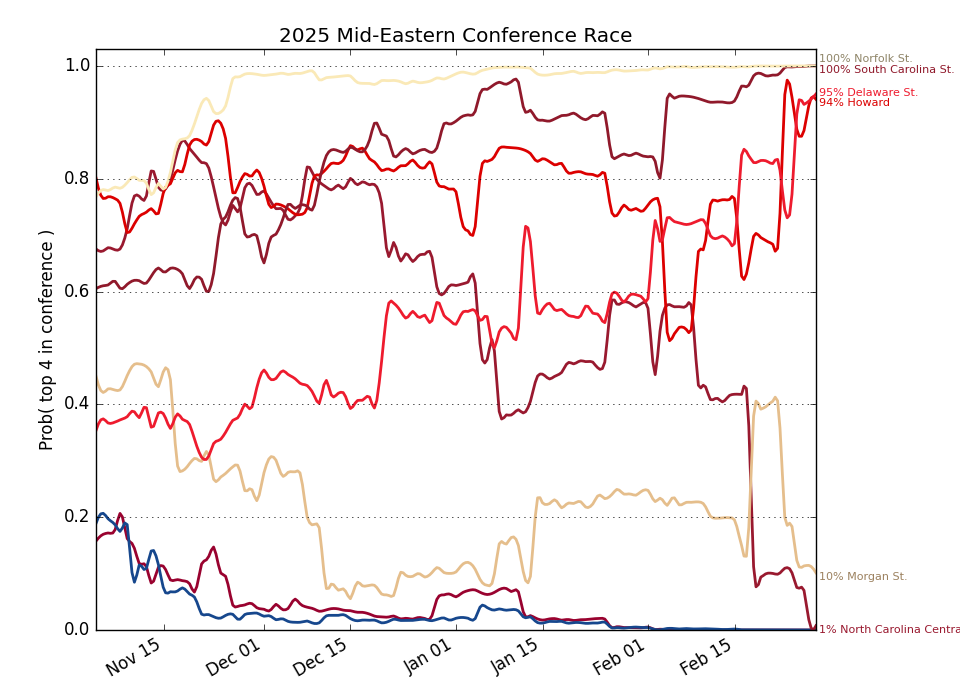 2025 Mid-Eastern Conference Race
Prob( top 4 in conference )
1.0
0.8
0.6
0.4
0.2
0.0
Nov 15
Dec 01
Dec 15
Jan 01
Jan 15
Feb 01
Feb 15
100% Norfolk St.
100% South Carolina St.
95% Delaware St.
94% Howard
10% Morgan St.
1% North Carolina Centra